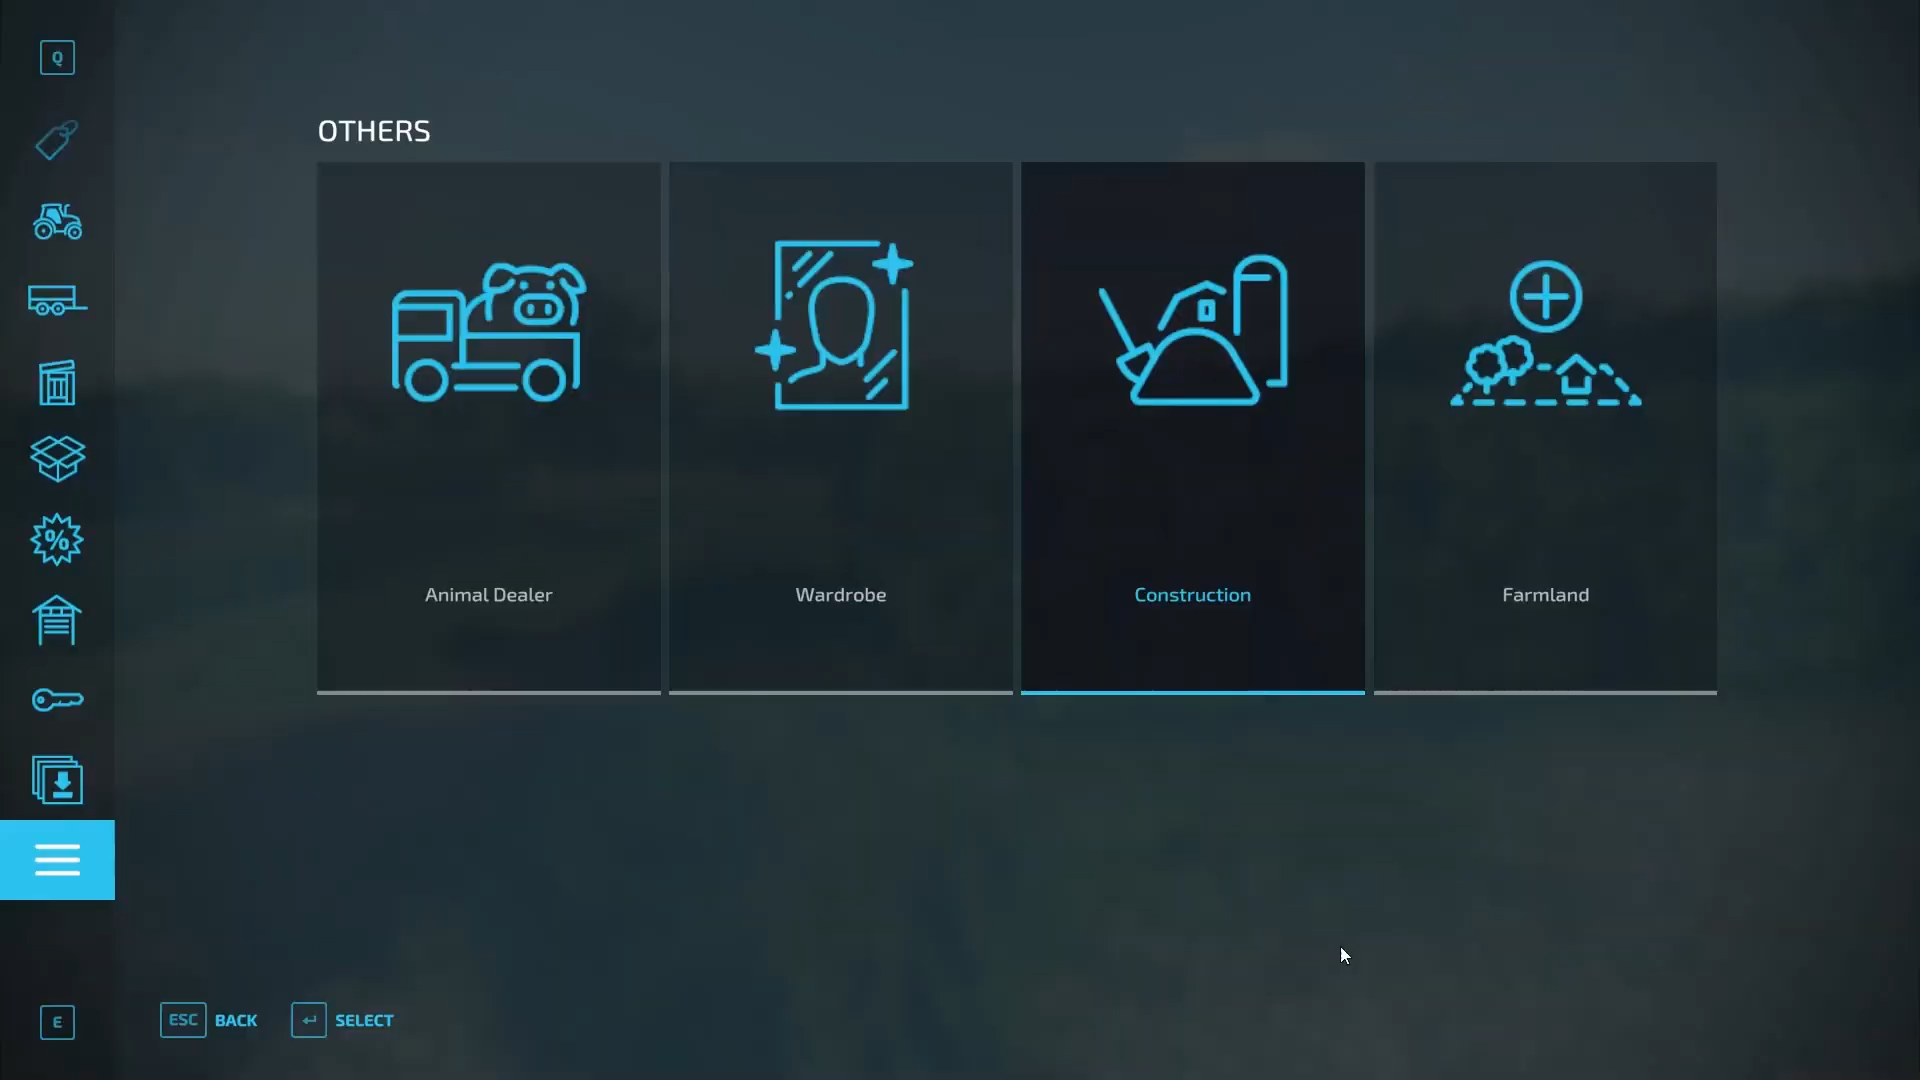 Q
OTHERS
%
Animal Dealer
Wardrobe
Construction
Farmland
E
ESC BACK
SELECT